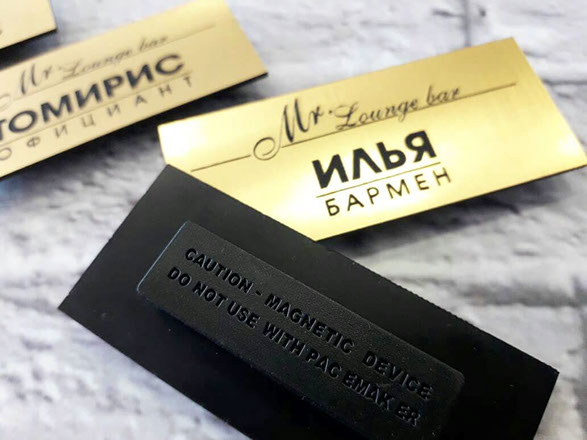 Mr. Lounge bar
ТОМИРИС
ОФИЦИАНТ
Mr. Lounge bar
ИЛЬЯ
БАРМЕН
CAUTION - MAGNETIC DEVICE
DO NOT USE WITH PACEMAKER